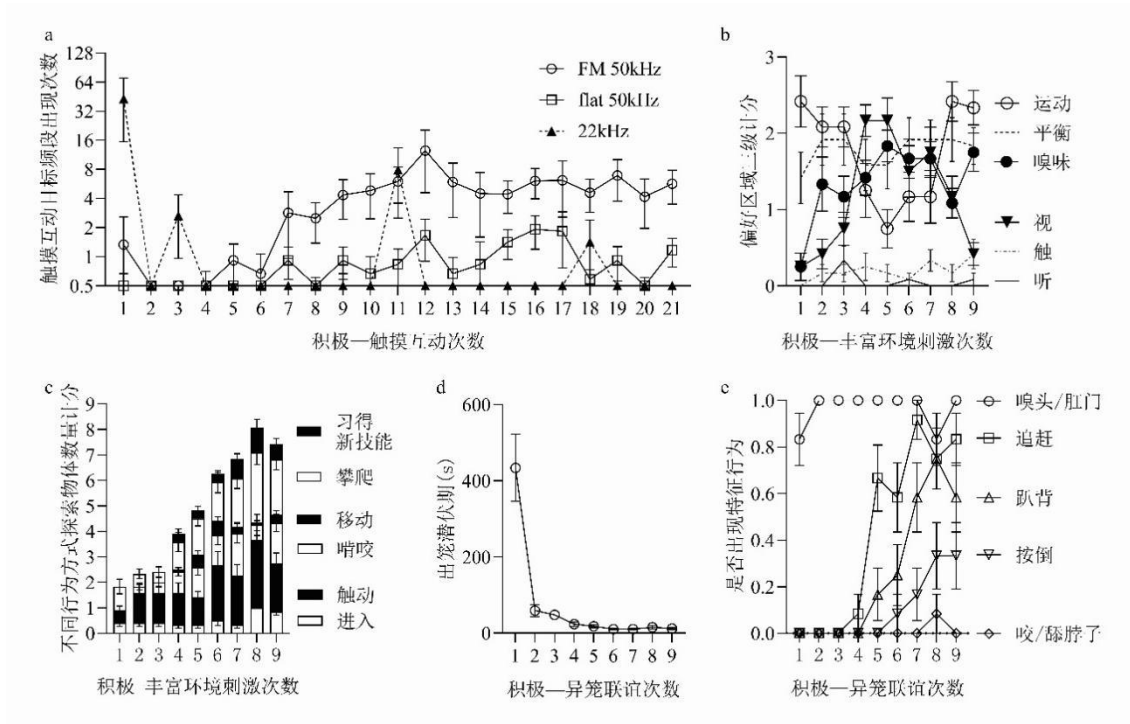 a
触摸互动目标频段出现次数
128
64
32
16
8
4
2
1
0.5
FM 50kHz
flat 50kHz
22kHz
1 2 3 4 5 6 7 8 9 10 11 12 13 14 15 16 17 18 19 20 21
积极—触摸互动次数
b
偏好区域三级计分
3
2
1
0
运动
平衡
嗅味
视
触
听
1 2 3 4 5 6 7 8 9
积极—丰富环境刺激次数
c
不同行为方式探索物体数量计分
9
8
7
6
5
4
3
2
1
0
习得
新技能
攀爬
移动
啃咬
触动
进入
1 2 3 4 5 6 7 8 9
积极 丰富环境刺激次数
d
出笼潜伏期(s)
600
400
200
0
1 2 3 4 5 6 7 8 9
积极—异笼联谊次数
e
是否出现特征行为
1.0
0.8
0.6
0.4
0.2
0.0
嗅头/肛门
追赶
趴背
按倒
咬/舔脖子
1 2 3 4 5 6 7 8 9
积极—异笼联谊次数